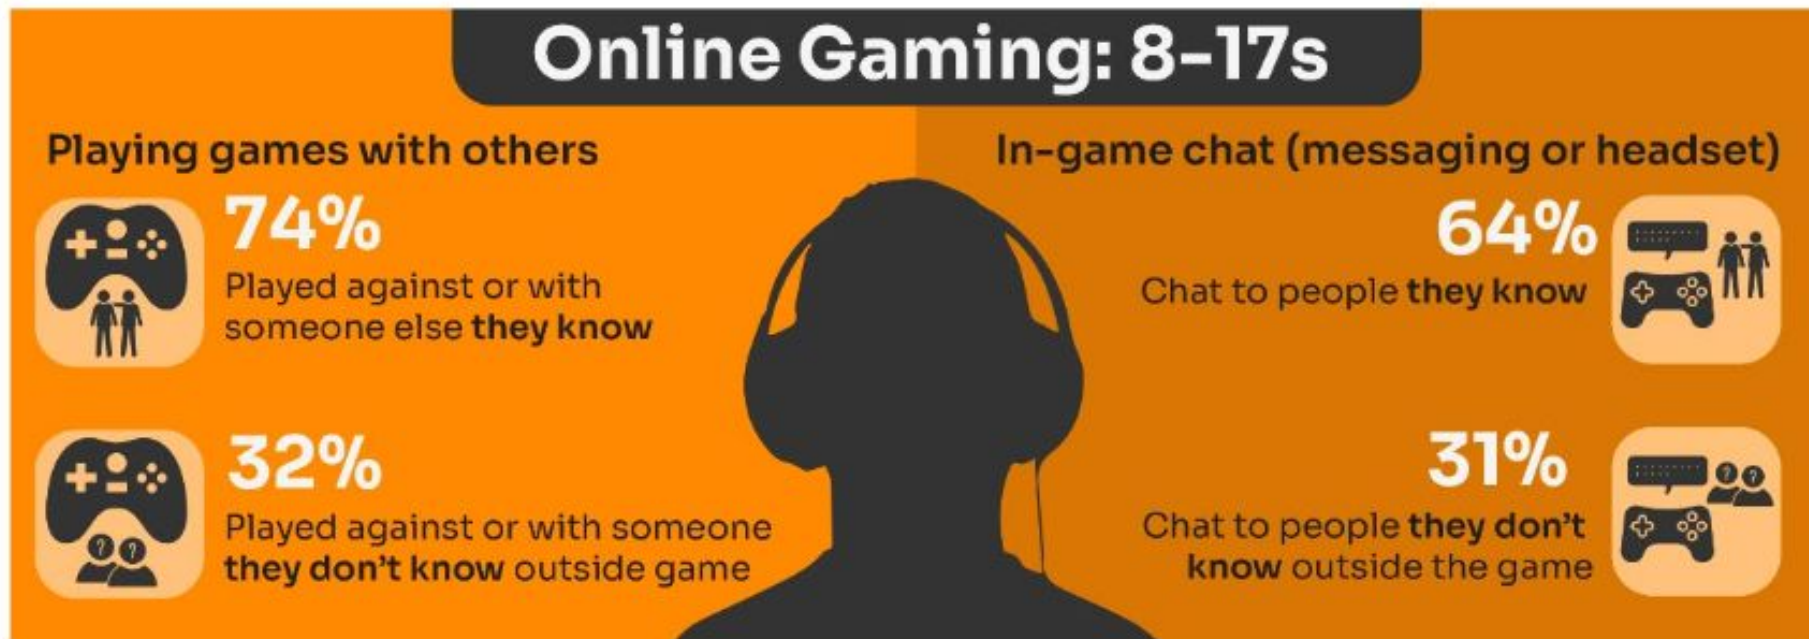 Online Gaming: 8-17s
Playing games with others
74%
Played against or with
someone else they know
32%
Played against or with someone
they don't know outside game
In-game chat (messaging or headset)
64%
Chat to people they know
31%
Chat to people they don't
know outside the game